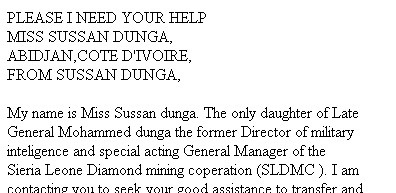 PLEASE I NEED YOUR HELP
MISS SUSSAN DUNGA,
ABIDJAN,COTE D'IVOIRE,
FROM SUSSAN DUNGA,
My name is Miss Sussan dunga. The only daughter of Late
General Mohammed dunga the former Director of military
inteligence and special acting General Manager of the
Sieria Leone Diamond mining coperation (SLDMC ). I am
contacting you to seek your good assistance to transfer and